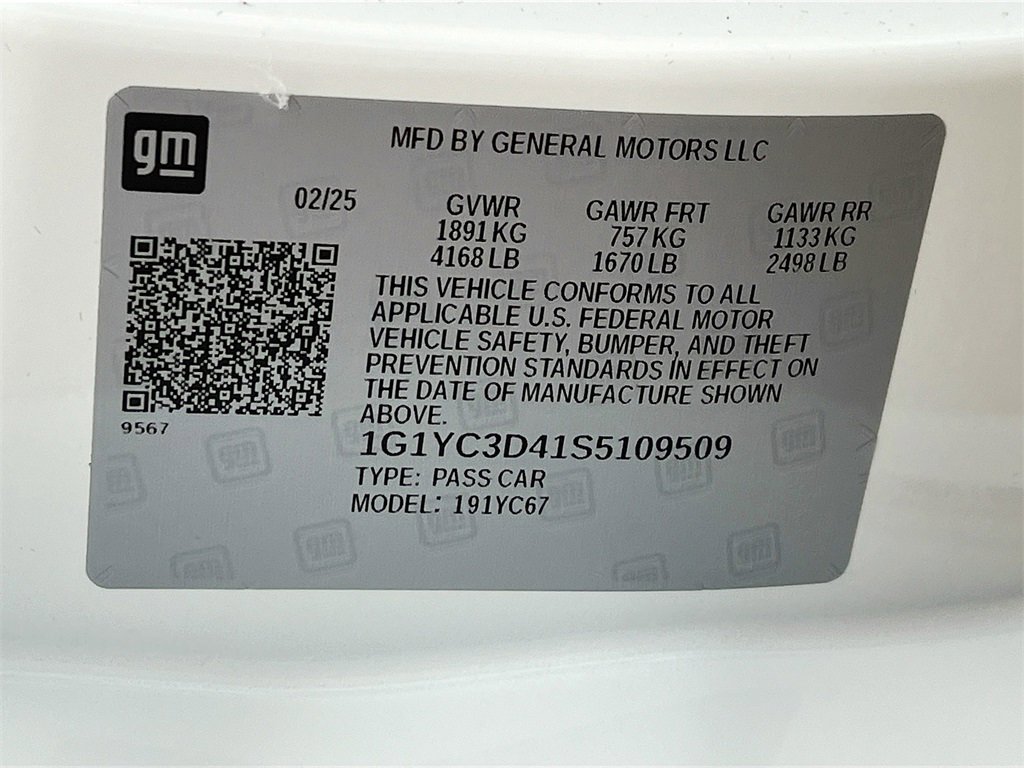 gm
MFD BY GENERAL MOTORS LLC
02/25
GVWR
1891 KG
4168 LB
GAWR FRT
757 KG
1670 LB
GAWR RR
1133 KG
2498 LB
THIS VEHICLE CONFORMS TO ALL
APPLICABLE U.S. FEDERAL MOTOR
VEHICLE SAFETY, BUMPER, AND THEFT
PREVENTION STANDARDS IN EFFECT ON
THE DATE OF MANUFACTURE SHOWN
ABOVE.
9567
1G1YC3D41S5109509
TYPE: PASS CAR
MODEL: 191YC67